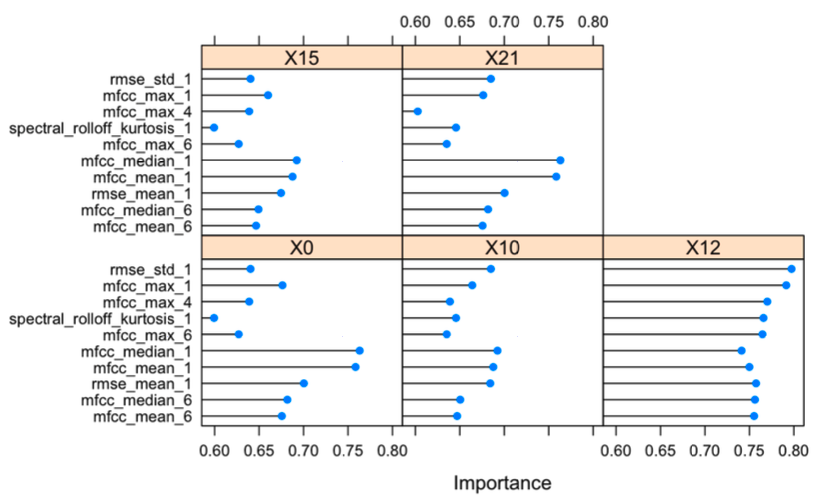 0.60 0.65 0.70 0.75 0.80
X15 X21
rmse_std_1
mfcc_max_1
mfcc_max_4
spectral_rolloff_kurtosis_1
mfcc_max_6
mfcc_median_1
mfcc_mean_1
rmse_mean_1
mfcc_median_6
mfcc_mean_6
X0 X10 X12
rmse_std_1
mfcc_max_1
mfcc_max_4
spectral_rolloff_kurtosis_1
mfcc_max_6
mfcc_median_1
mfcc_mean_1
rmse_mean_1
mfcc_median_6
mfcc_mean_6
0.60 0.65 0.70 0.75 0.80 0.60 0.65 0.70 0.75 0.80
Importance